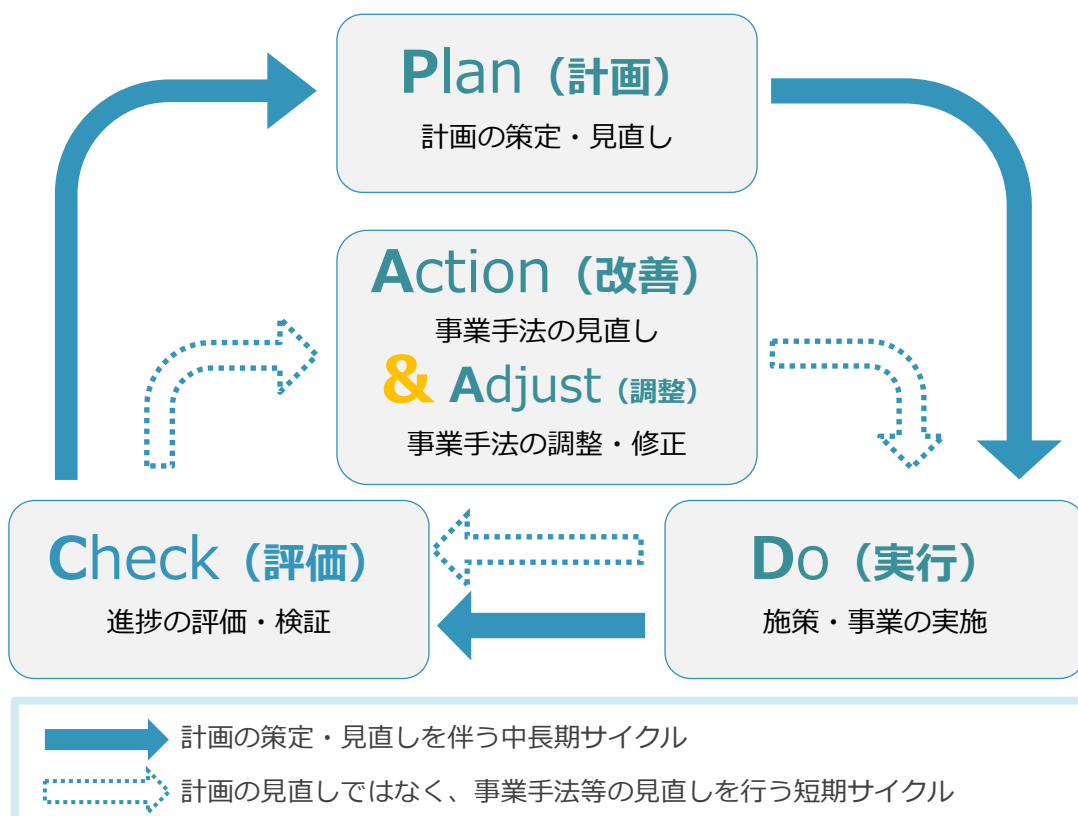 Plan（計画）
計画の策定・見直し
Action（改善）
事業手法の見直し
& Adjust（調整）
事業手法の調整・修正
Check（評価）
進捗の評価・検証
Do（実行）
施策・事業の実施
計画の策定・見直しを伴う中長期サイクル
計画の見直しではなく、事業手法等の見直しを行う短期サイクル